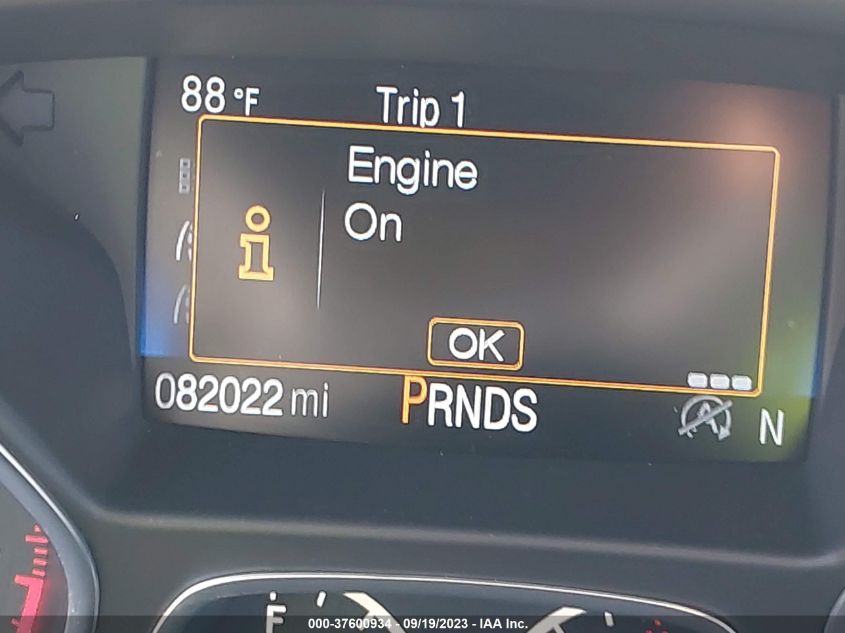 88 °F Trip 1
Engine
On
OK
082022 mi PRNDS N
F
000-37600934 - 09/19/2023 - IAA Inc.